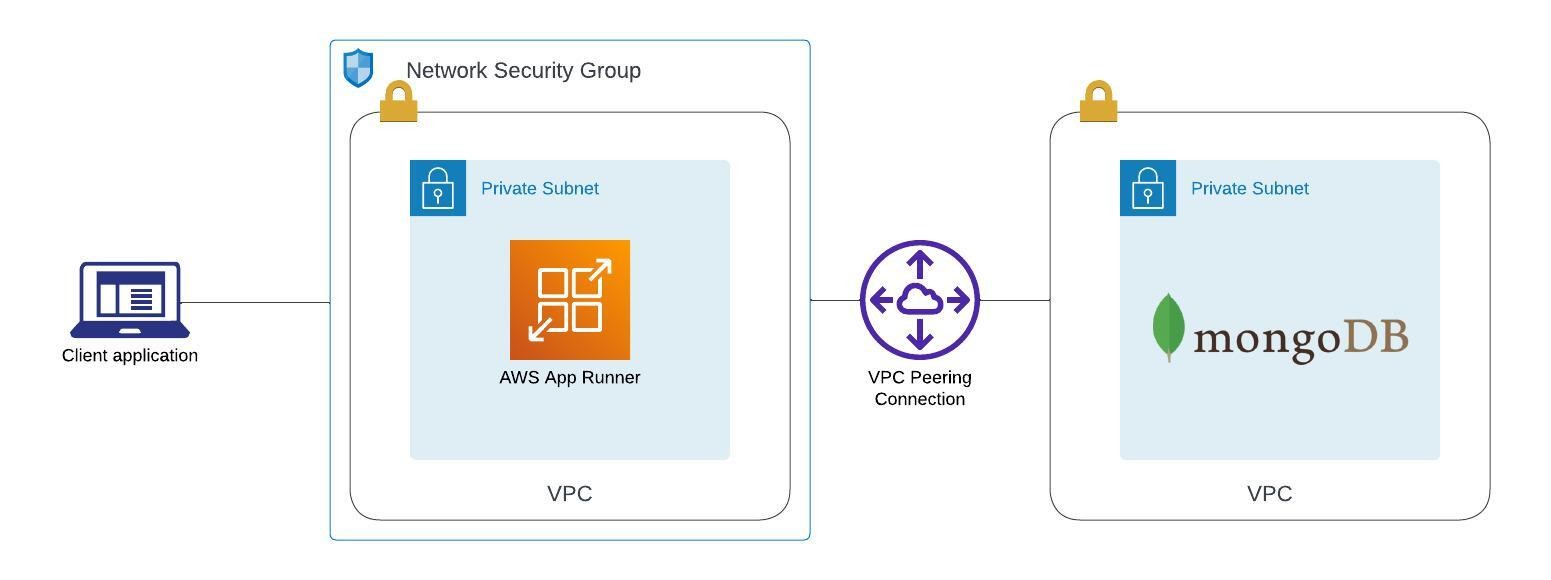 Network Security Group
Private Subnet
AWS App Runner
VPC
Client application
VPC Peering
Connection
Private Subnet
mongoDB
VPC